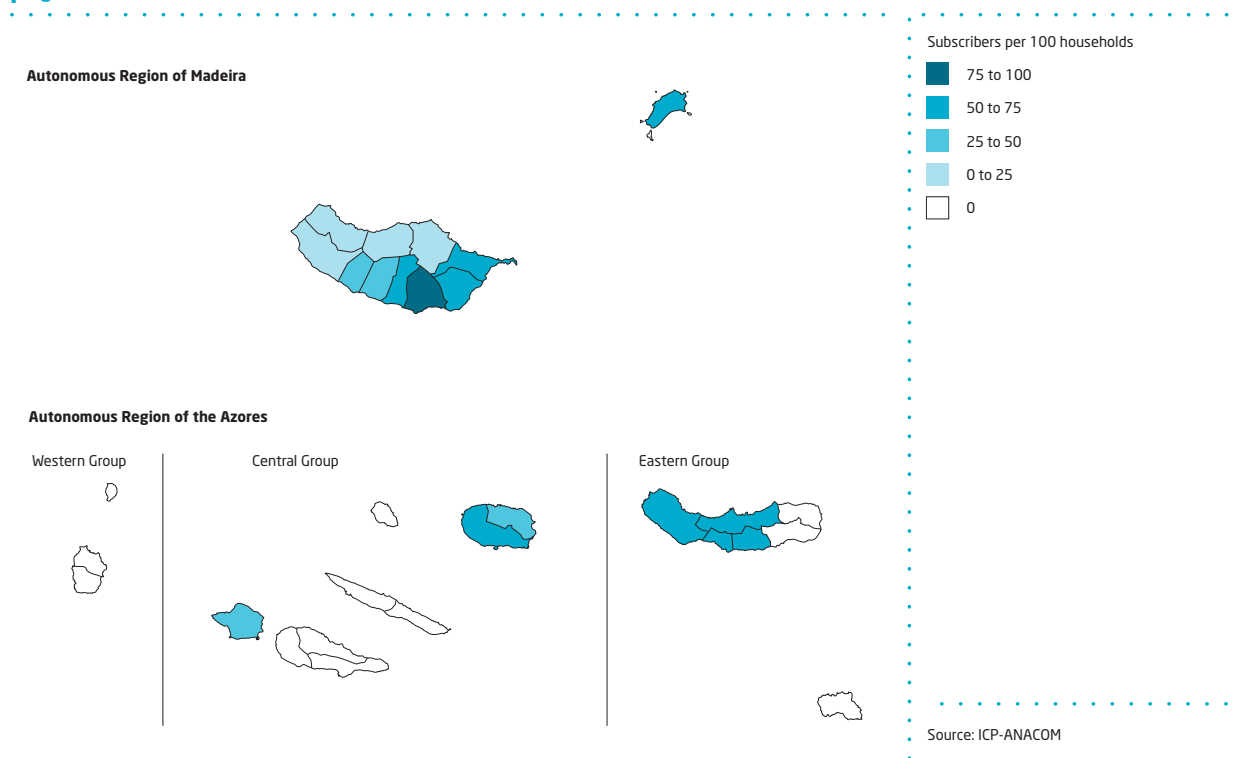 Autonomous Region of Madeira
Subscribers per 100 households
75 to 100
50 to 75
25 to 50
0 to 25
0
Autonomous Region of the Azores
Western Group
Central Group
Eastern Group
Source: ICP-ANACOM